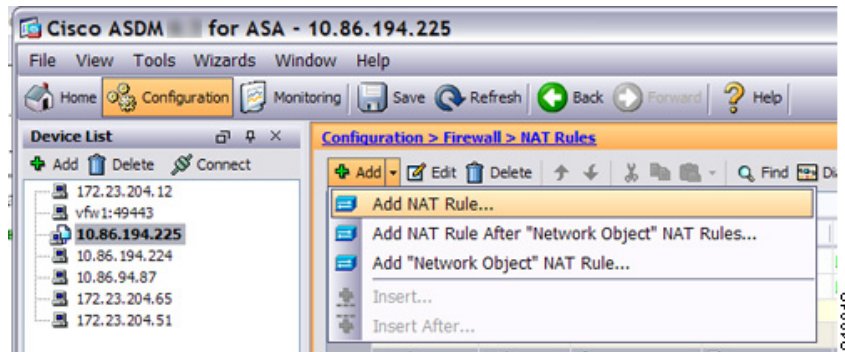 Cisco ASDM for ASA - 10.86.194.225
File View Tools Wizards Window Help
Home Configuration Monitoring Save Refresh Back Forward Help
Device List
Add Delete Connect
172.23.204.12
vfw1:49443
10.86.194.225
10.86.194.224
10.86.94.87
172.23.204.65
172.23.204.51
Configuration > Firewall > NAT Rules
Add Edit Delete Find Di
Add NAT Rule...
Add NAT Rule After "Network Object" NAT Rules...
Add "Network Object" NAT Rule...
Insert...
Insert After...